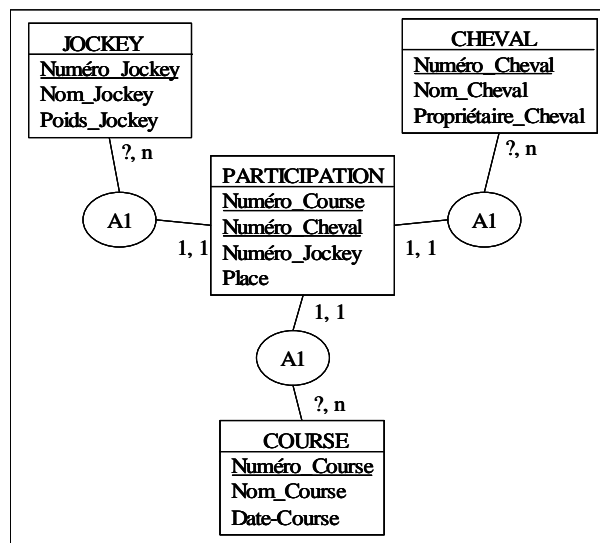 JOCKEY
Numéro_Jockey
Nom_Jockey
Poids_Jockey
CHEVAL
Numéro_Cheval
Nom_Cheval
Propriétaire_Cheval
?, n
?, n
PARTICIPATION
Numéro_Course
Numéro_Cheval
Numéro_Jockey
Place
A1
A1
1, 1
1, 1
1, 1
A1
?, n
COURSE
Numéro_Course
Nom_Course
Date-Course